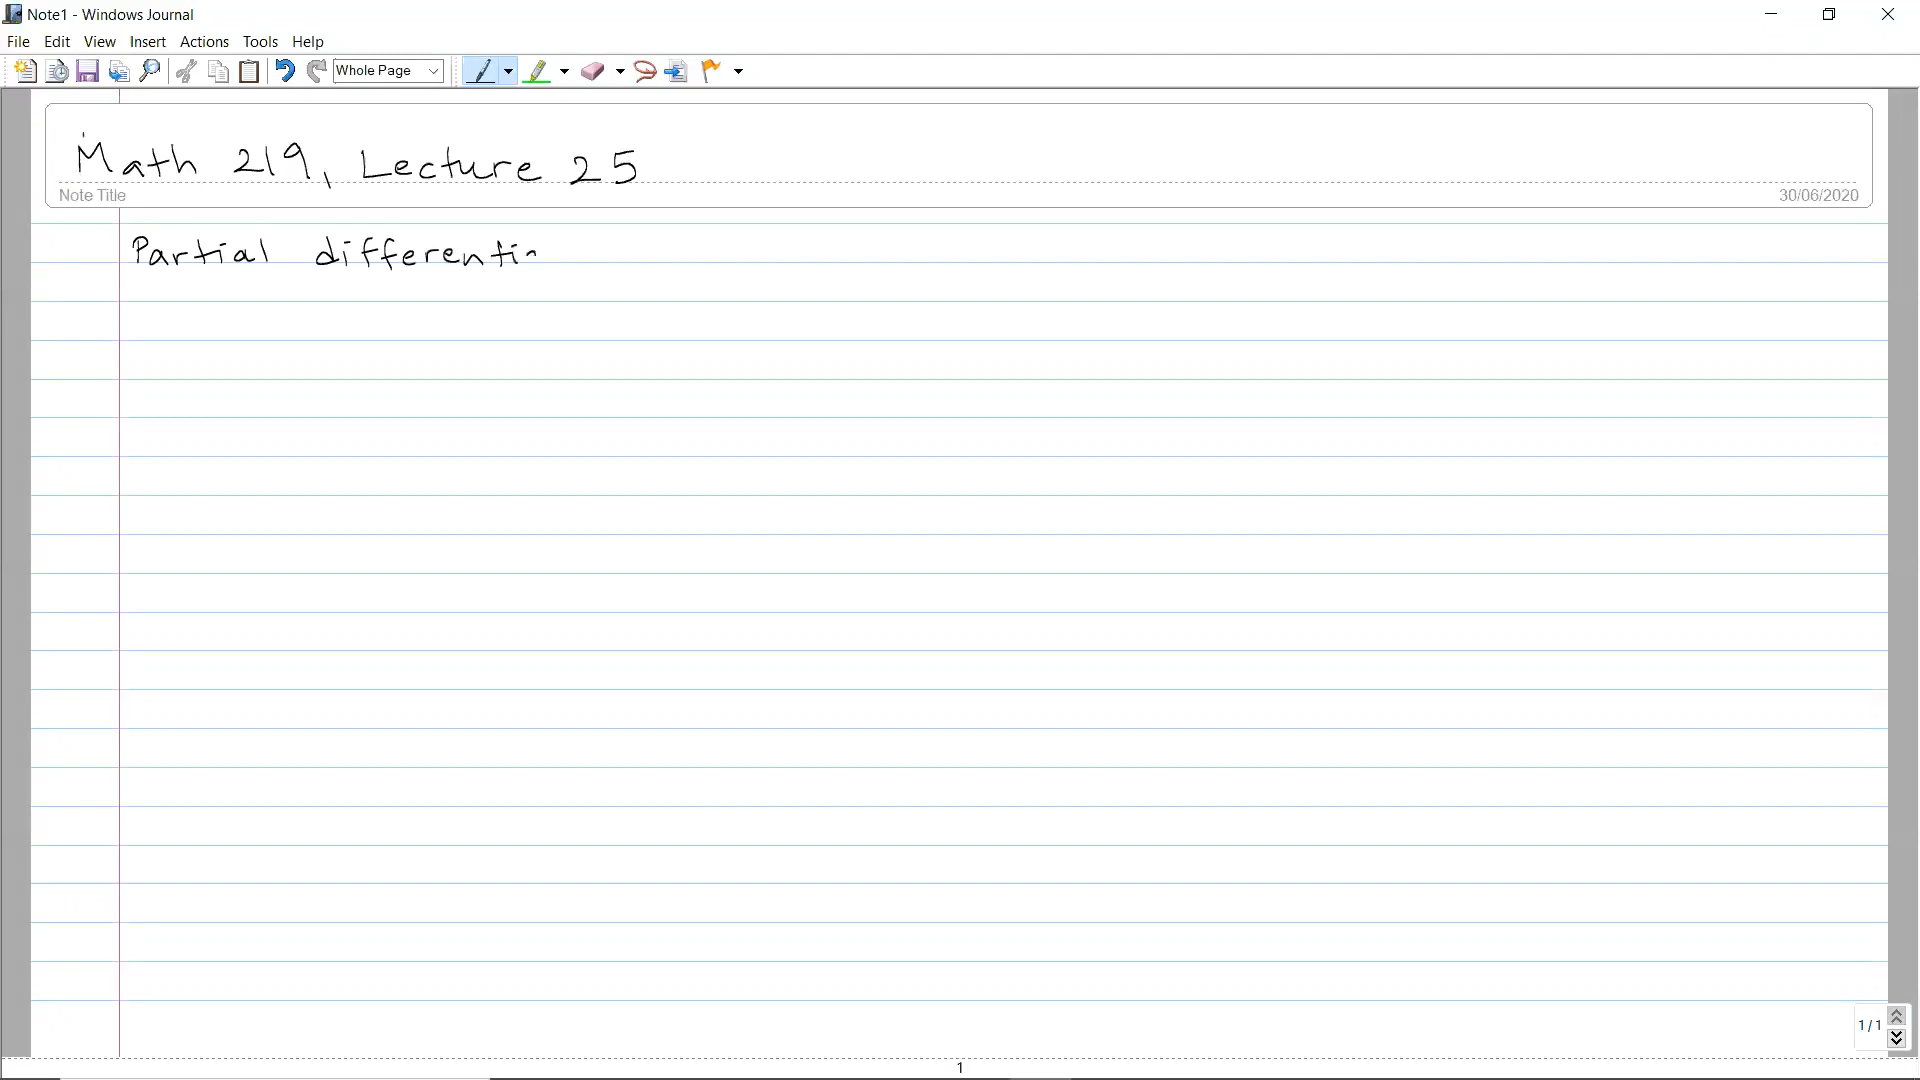 Note1 - Windows Journal
File Edit View Insert Actions Tools Help
Whole Page
Math 219, Lecture 25
Note Title 30/06/2020
Partial differenti
1/1
1